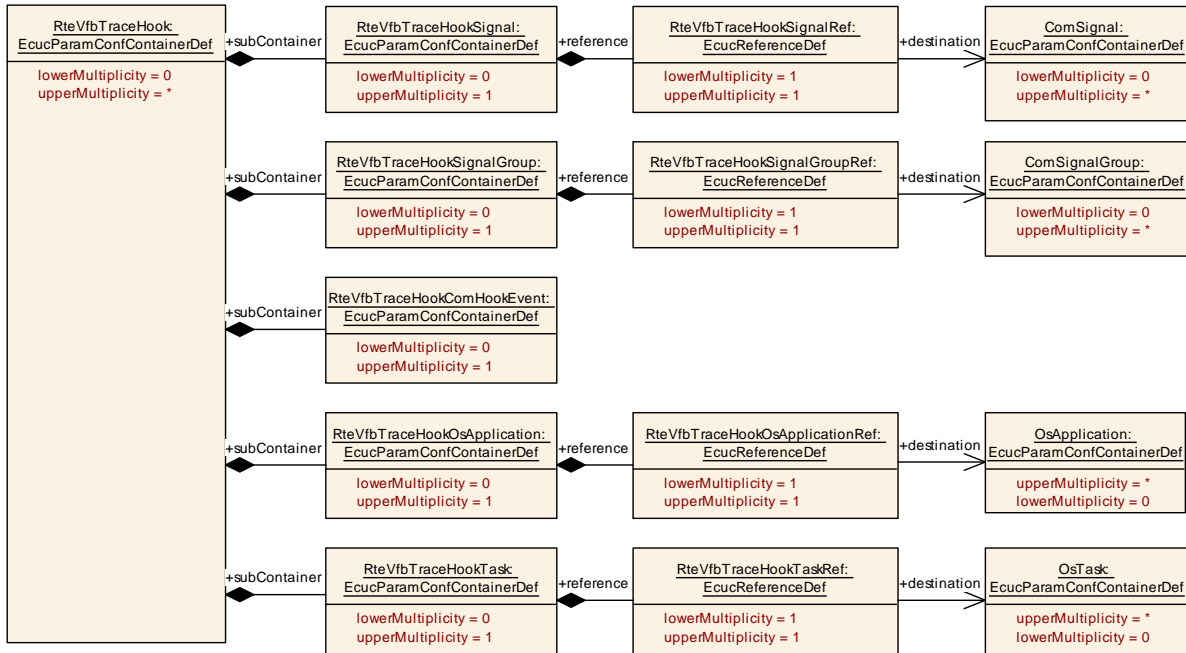 RteVfbTraceHook:
EcucParamConfContainerDef
lowerMultiplicity = 0
upperMultiplicity = *
+subContainer
RteVfbTraceHookSignal:
EcucParamConfContainerDef
lowerMultiplicity = 0
upperMultiplicity = 1
+reference
RteVfbTraceHookSignalRef:
EcucReferenceDef
lowerMultiplicity = 1
upperMultiplicity = 1
+destination
ComSignal:
EcucParamConfContainerDef
lowerMultiplicity = 0
upperMultiplicity = *
+subContainer
RteVfbTraceHookSignalGroup:
EcucParamConfContainerDef
lowerMultiplicity = 0
upperMultiplicity = 1
+reference
RteVfbTraceHookSignalGroupRef:
EcucReferenceDef
lowerMultiplicity = 1
upperMultiplicity = 1
+destination
ComSignalGroup:
EcucParamConfContainerDef
lowerMultiplicity = 0
upperMultiplicity = *
+subContainer
RteVfbTraceHookComHookEvent:
EcucParamConfContainerDef
lowerMultiplicity = 0
upperMultiplicity = 1
+subContainer
RteVfbTraceHookOsApplication:
EcucParamConfContainerDef
lowerMultiplicity = 0
upperMultiplicity = 1
+reference
RteVfbTraceHookOsApplicationRef:
EcucReferenceDef
lowerMultiplicity = 1
upperMultiplicity = 1
+destination
OsApplication:
EcucParamConfContainerDef
upperMultiplicity = *
lowerMultiplicity = 0
+subContainer
RteVfbTraceHookTask:
EcucParamConfContainerDef
lowerMultiplicity = 0
upperMultiplicity = 1
+reference
RteVfbTraceHookTaskRef:
EcucReferenceDef
lowerMultiplicity = 1
upperMultiplicity = 1
+destination
OsTask:
EcucParamConfContainerDef
upperMultiplicity = *
lowerMultiplicity = 0